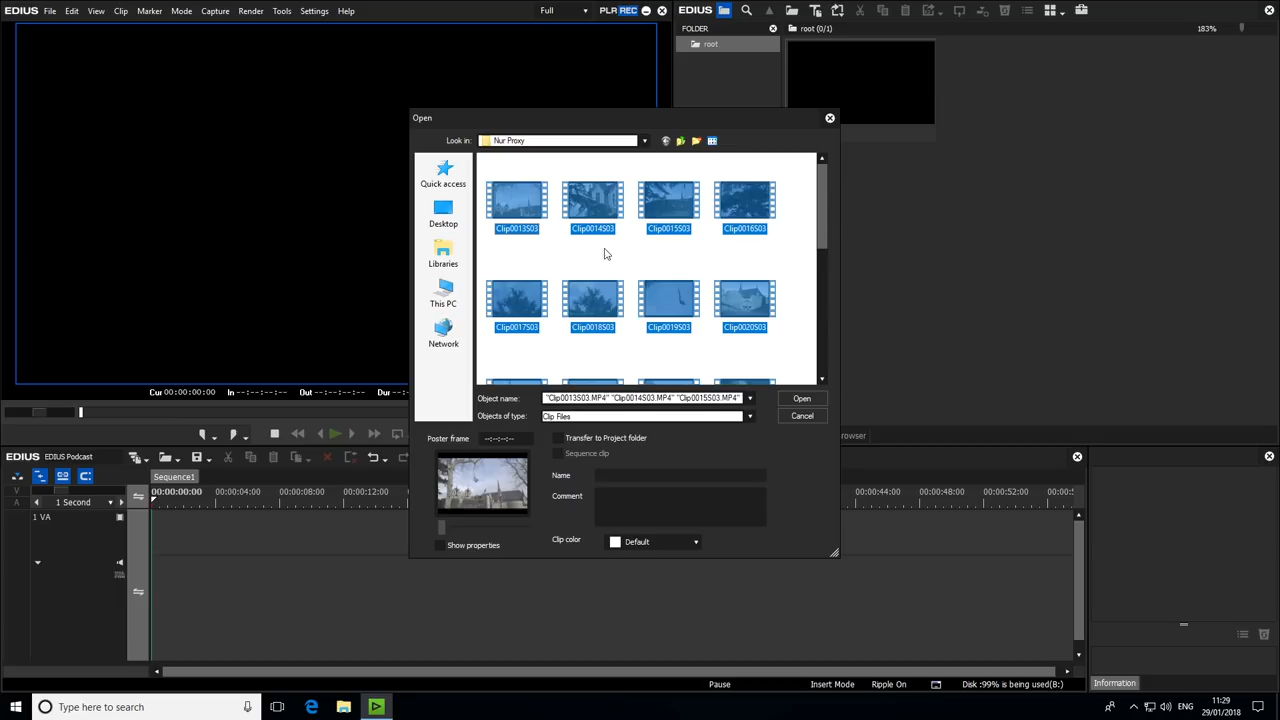 EDIUS File Edit View Clip Marker Mode Capture Render Tools Settings Help Full PLR REC
EDIUS
FOLDER
root (0/1)
183%
root
Open
Look in: Nur Proxy
Quick access
Desktop
Libraries
This PC
Network
Clip0013S03 Clip0014S03 Clip0015S03 Clip0016S03
Clip0017S03 Clip0018S03 Clip0019S03 Clip0020S03
Object name: "Clip0013S03.MP4" "Clip0014S03.MP4" "Clip0015S03.MP4" Open
Objects of type: Clip Files Cancel
Poster frame --:--:--:--
Transfer to Project folder
Sequence clip
Name
Comment
Clip color Default
Show properties
Cur 00:00:00:00 In --:--:--:-- Out --:--:--:-- Dur --:--
rowser
EDIUS EDIUS Podcast
Sequence1
V
A
1 Second
00:00:00:00 00:00:04:00 00:00:08:00 00:00:12:00 00:00:44:00 00:00:48:00 00:00:52:00 00:00:5
1 VA
Pause Insert Mode Ripple On Disk :99% is being used(B:)
Information
Type here to search
ENG
11:29
29/01/2018